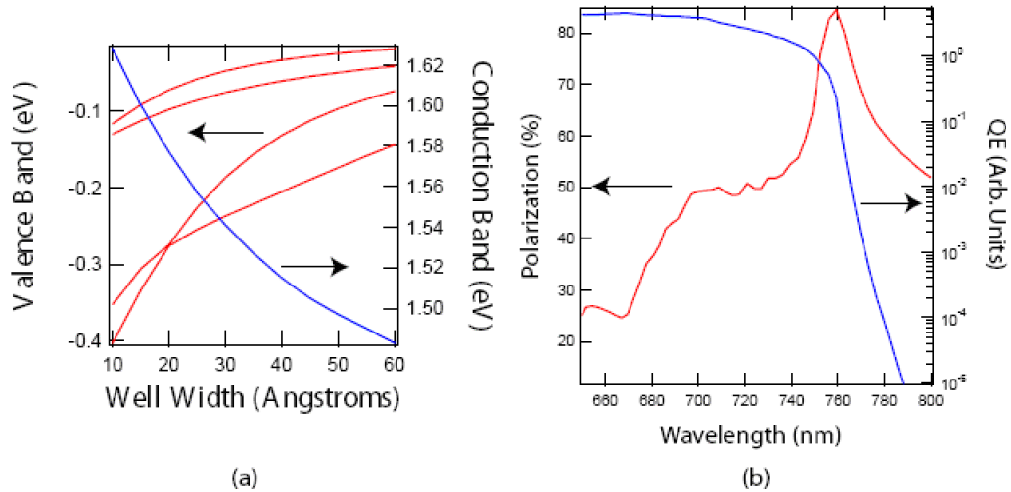 Valence Band (eV)
-0.1
-0.2
-0.3
-0.4
10 20 30 40 50 60
Well Width (Angstroms)
1.62
1.60
1.58
1.56
1.54
1.52
1.50
Conduction Band (eV)
(a)
Polarization (%)
80
70
60
50
40
30
20
660 680 700 720 740 760 780 800
Wavelength (nm)
10⁰
10⁻¹
10⁻²
10⁻³
10⁻⁴
10⁻⁵
QE (Arb. Units)
(b)